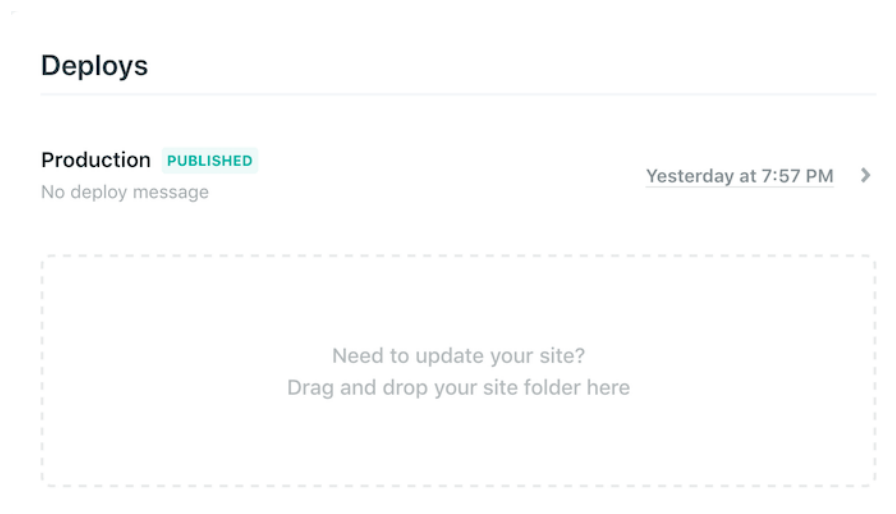 Deploys
Production PUBLISHED
No deploy message
Yesterday at 7:57 PM
Need to update your site?
Drag and drop your site folder here